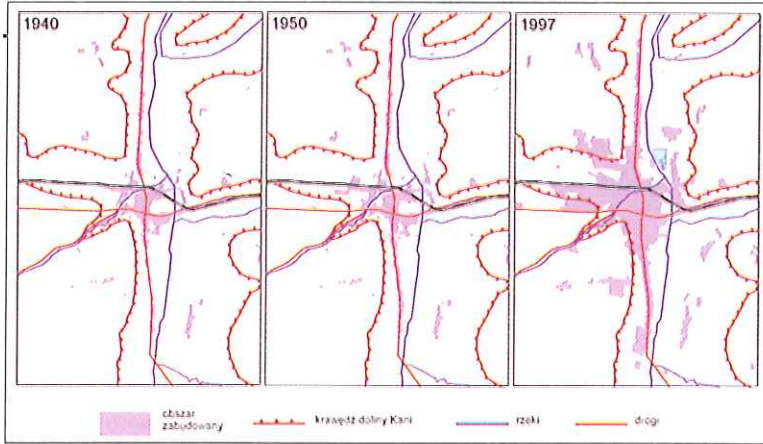 1940
1950
1997
obszar
zabudowany
krawędź doliny Kani
rzeki
drogi